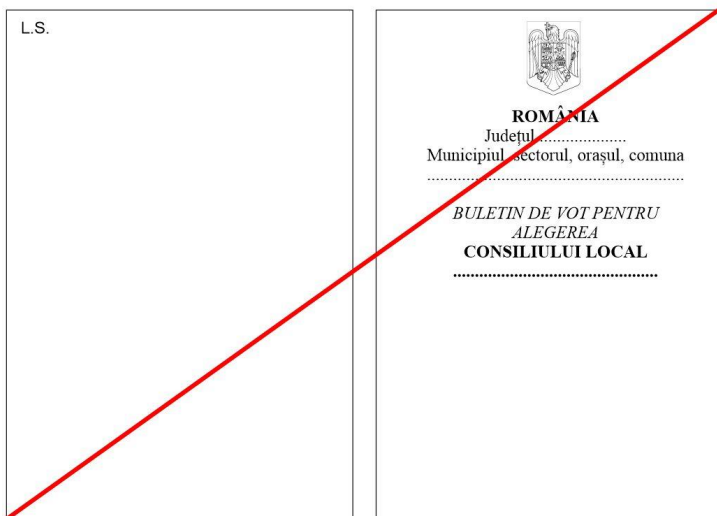 L.S.
ROMÂNIA
Județul....................
Municipiul, sectorul, orașul, comuna
...........................................................
BULETIN DE VOT PENTRU
ALEGEREA
CONSILIULUI LOCAL
...............................................